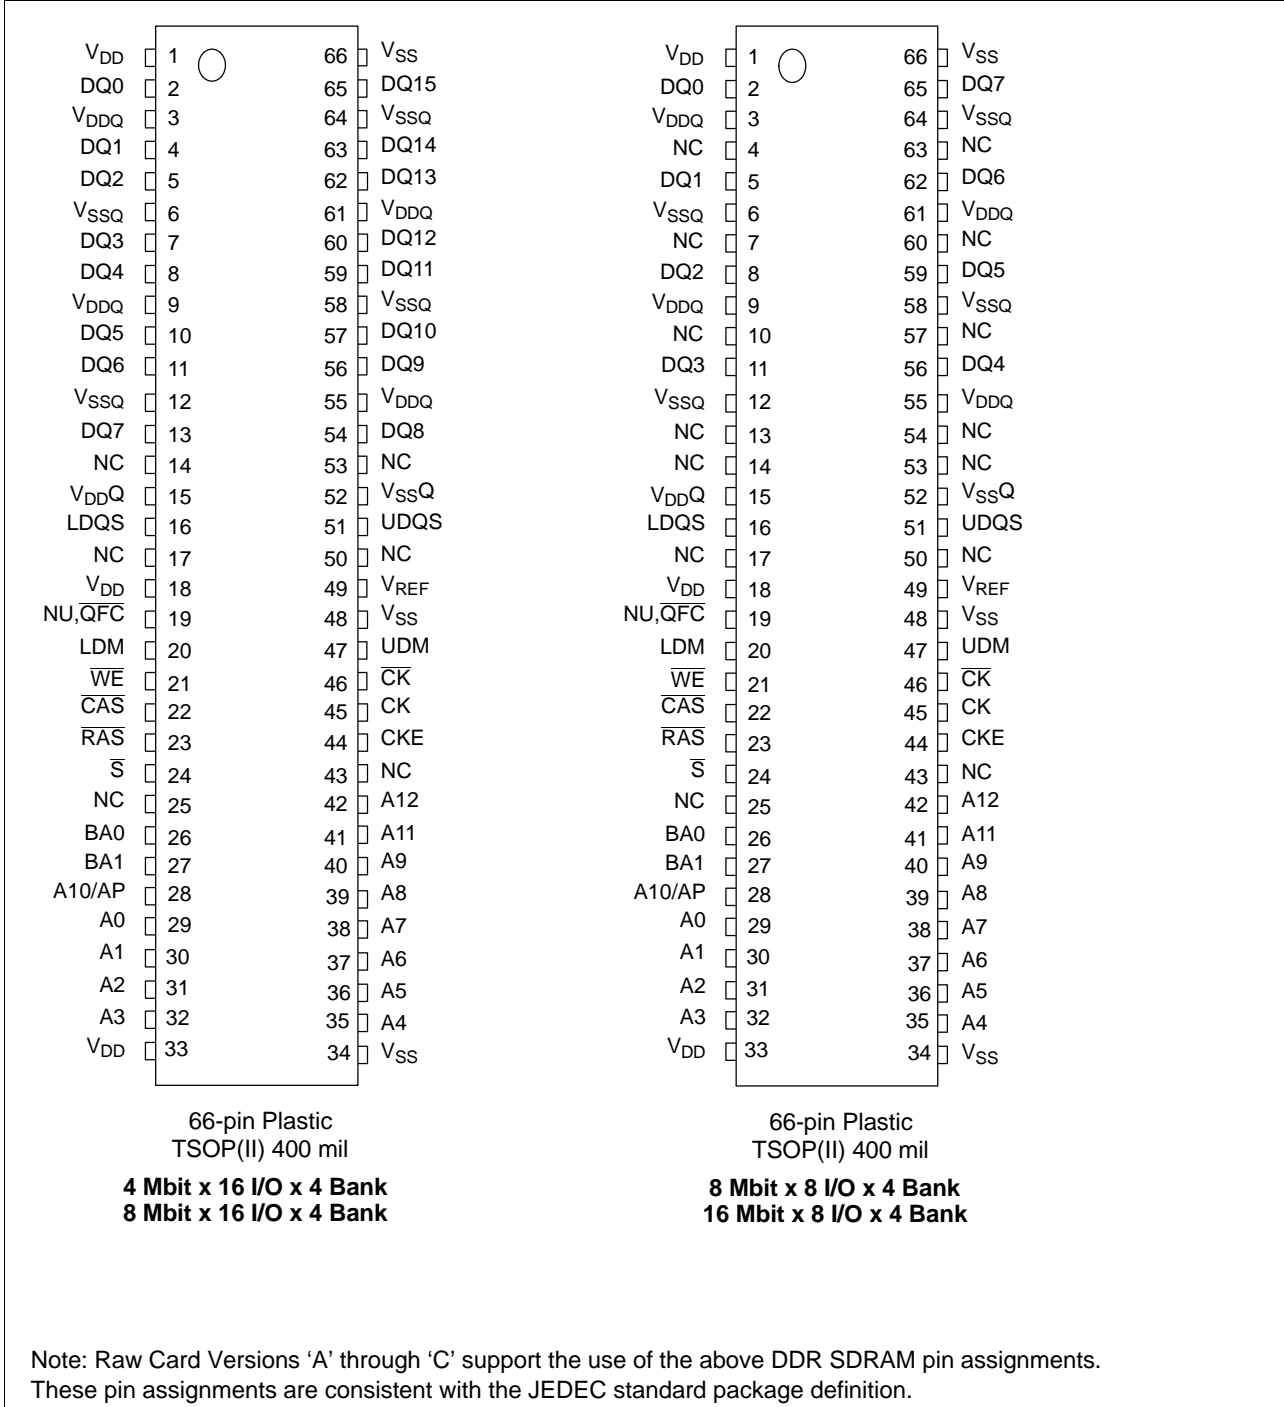 VDD 1 66 VSS VDD 1 66 VSS
DQ0 2 65 DQ15 DQ0 2 65 DQ7
VDDQ 3 64 VSSQ VDDQ 3 64 VSSQ
DQ1 4 63 DQ14 NC 4 63 NC
DQ2 5 62 DQ13 DQ1 5 62 DQ6
VSSQ 6 61 VDDQ VSSQ 6 61 VDDQ
DQ3 7 60 DQ12 NC 7 60 NC
DQ4 8 59 DQ11 DQ2 8 59 DQ5
VDDQ 9 58 VSSQ VDDQ 9 58 VSSQ
DQ5 10 57 DQ10 NC 10 57 NC
DQ6 11 56 DQ9 DQ3 11 56 DQ4
VSSQ 12 55 VDDQ VSSQ 12 55 VDDQ
DQ7 13 54 DQ8 NC 13 54 NC
NC 14 53 NC NC 14 53 NC
VDDQ 15 52 VSSQ VDDQ 15 52 VSSQ
LDQS 16 51 UDQS LDQS 16 51 UDQS
NC 17 50 NC NC 17 50 NC
VDD 18 49 VREF VDD 18 49 VREF
NU,Q̅F̅C̅ 19 48 VSS NU,Q̅F̅C̅ 19 48 VSS
LDM 20 47 UDM LDM 20 47 UDM
W̅E̅ 21 46 C̅K̅ W̅E̅ 21 46 C̅K̅
C̅A̅S̅ 22 45 CK C̅A̅S̅ 22 45 CK
R̅A̅S̅ 23 44 CKE R̅A̅S̅ 23 44 CKE
S̅ 24 43 NC S̅ 24 43 NC
NC 25 42 A12 NC 25 42 A12
BA0 26 41 A11 BA0 26 41 A11
BA1 27 40 A9 BA1 27 40 A9
A10/AP 28 39 A8 A10/AP 28 39 A8
A0 29 38 A7 A0 29 38 A7
A1 30 37 A6 A1 30 37 A6
A2 31 36 A5 A2 31 36 A5
A3 32 35 A4 A3 32 35 A4
VDD 33 34 VSS VDD 33 34 VSS
66-pin Plastic 66-pin Plastic
TSOP(II) 400 mil TSOP(II) 400 mil
4 Mbit x 16 I/O x 4 Bank 8 Mbit x 8 I/O x 4 Bank
8 Mbit x 16 I/O x 4 Bank 16 Mbit x 8 I/O x 4 Bank
Note: Raw Card Versions ‘A’ through ‘C’ support the use of the above DDR SDRAM pin assignments.
These pin assignments are consistent with the JEDEC standard package definition.